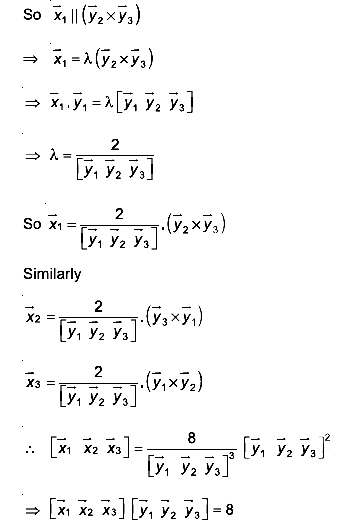 So x⃗₁ || (y⃗₂ × y⃗₃)
⇒ x⃗₁ = λ(y⃗₂ × y⃗₃)
⇒ x⃗₁ . y⃗₁ = λ[y⃗₁ y⃗₂ y⃗₃]
⇒ λ = 2 / [y⃗₁ y⃗₂ y⃗₃]
So x⃗₁ = 2 / [y⃗₁ y⃗₂ y⃗₃] . (y⃗₂ × y⃗₃)
Similarly
x⃗₂ = 2 / [y⃗₁ y⃗₂ y⃗₃] . (y⃗₃ × y⃗₁)
x⃗₃ = 2 / [y⃗₁ y⃗₂ y⃗₃] . (y⃗₁ × y⃗₂)
∴ [x⃗₁ x⃗₂ x⃗₃] = 8 / [y⃗₁ y⃗₂ y⃗₃]³ [y⃗₁ y⃗₂ y⃗₃]²
⇒ [x⃗₁ x⃗₂ x⃗₃] [y⃗₁ y⃗₂ y⃗₃] = 8